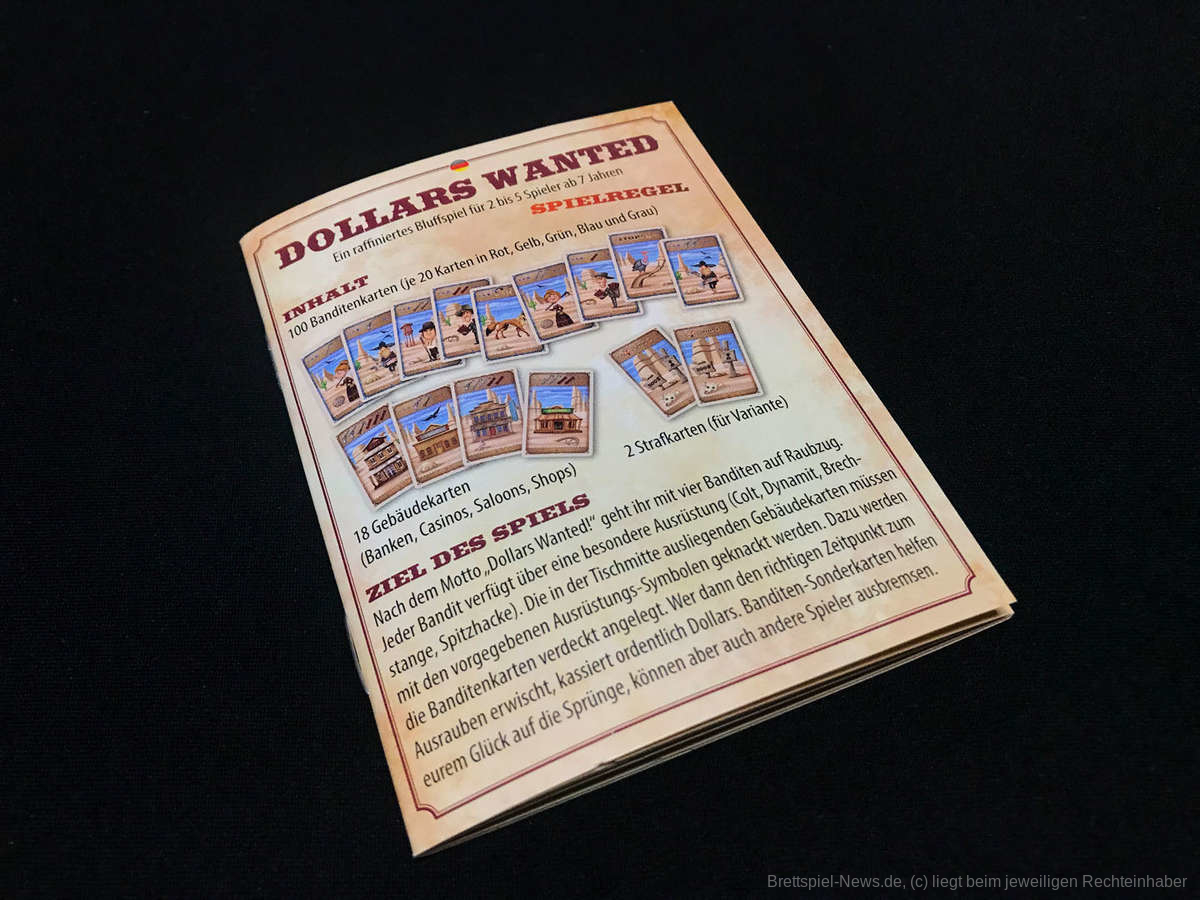 DOLLARS WANTED
Ein raffiniertes Bluffspiel für 2 bis 5 Spieler ab 7 Jahren
SPIELREGEL
INHALT
100 Banditenkarten (je 20 Karten in Rot, Gelb, Grün, Blau und Grau)
18 Gebäudekarten
(Banken, Casinos, Saloons, Shops)
2 Strafkarten (für Variante)
ZIEL DES SPIELS
Nach dem Motto „Dollars Wanted!“ geht ihr mit vier Banditen auf Raubzug.
Jeder Bandit verfügt über eine besondere Ausrüstung (Colt, Dynamit, Brech-
stange, Spitzhacke). Die in der Tischmitte ausliegenden Gebäudekarten müssen
mit den vorgegebenen Ausrüstungs-Symbolen geknackt werden. Dazu werden
die Banditenkarten verdeckt angelegt. Wer dann den richtigen Zeitpunkt zum
Ausrauben erwischt, kassiert ordentlich Dollars. Banditen-Sonderkarten helfen
eurem Glück auf die Sprünge, können aber auch andere Spieler ausbremsen.
Brettspiel-News.de, (c) liegt beim jeweiligen Rechteinhaber